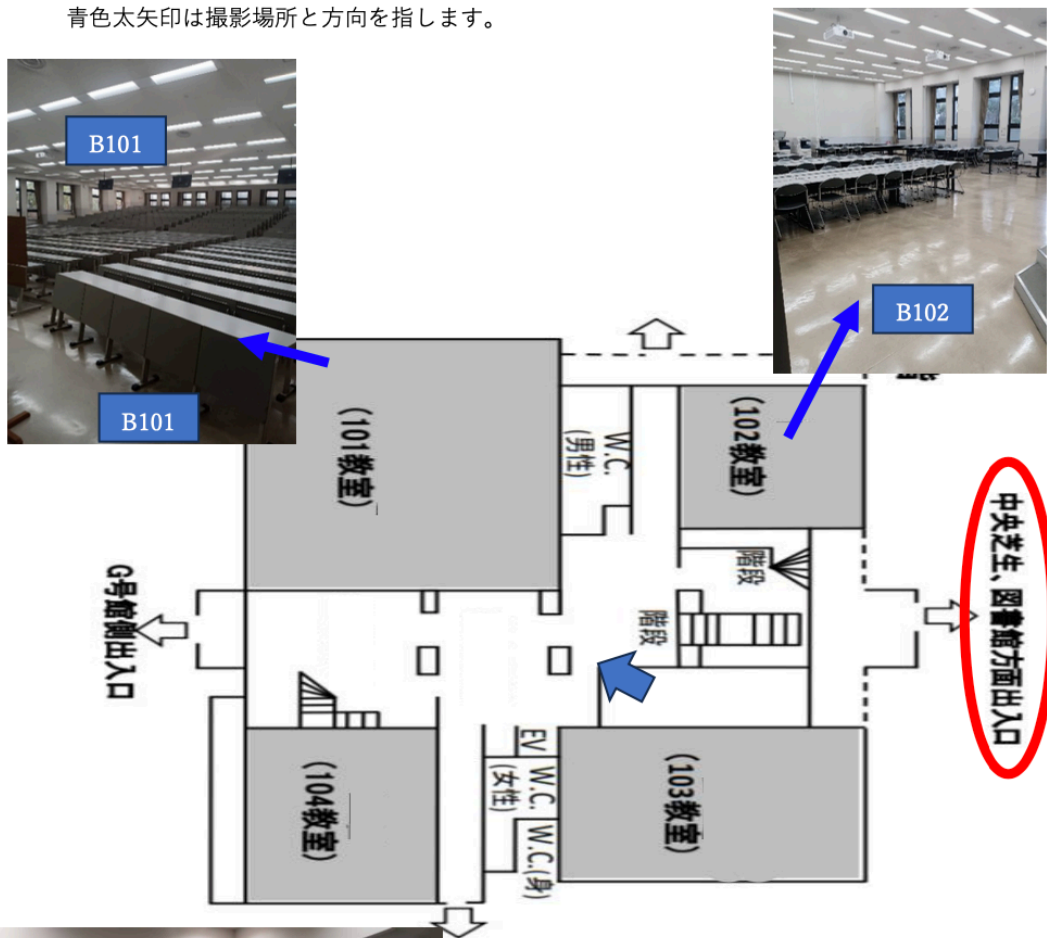 青色太矢印は撮影場所と方向を指します。
B101
B101
B102
(101教室)
W.C.
(男性)
(102教室)
階段
階段
中央芝生、図書館方面出入口
G号館側出入口
(104教室)
EV
W.C.
(女性)
W.C.(身)
(103教室)